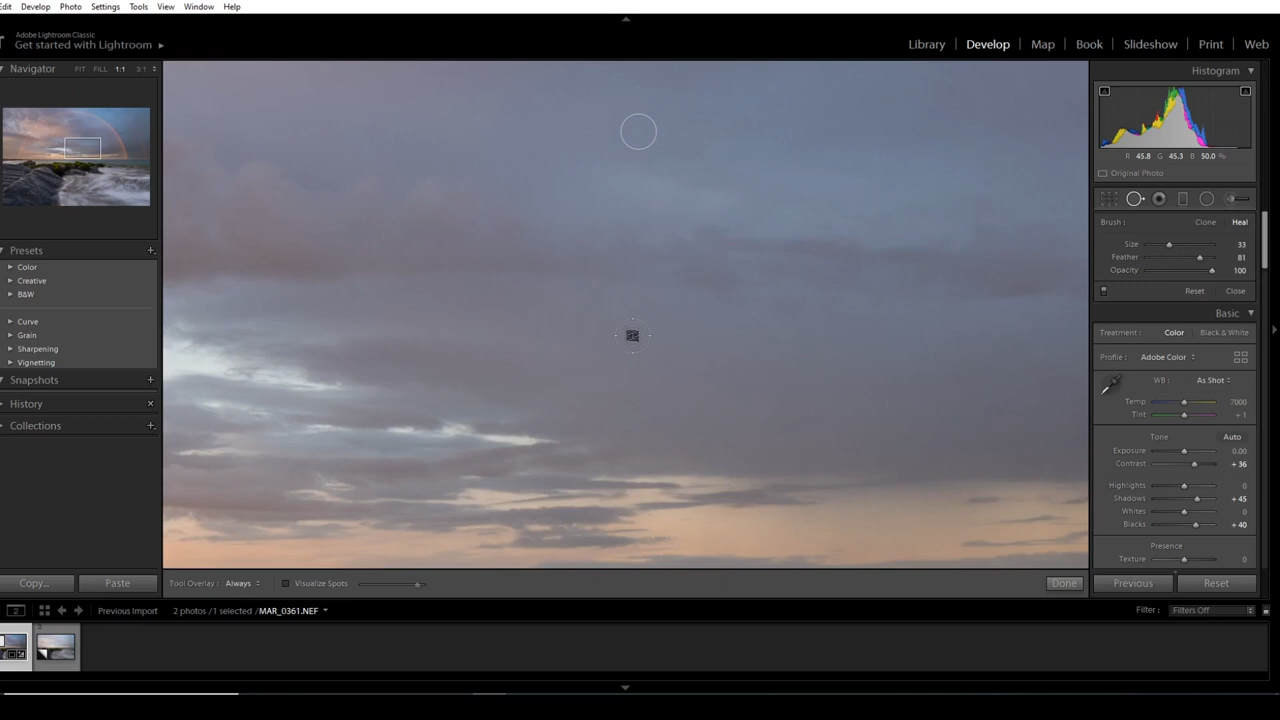 Edit Develop Photo Settings Tools View Window Help
Adobe Lightroom Classic
Get started with Lightroom
Library Develop Map Book Slideshow Print Web
Navigator FIT FILL 1:1 3:1
Presets
Color
Creative
B&W
Curve
Grain
Sharpening
Vignetting
Snapshots
History
Collections
Copy... Paste
Histogram
R 45.8 G 45.3 B 50.0 %
Original Photo
Brush: Clone Heal
Size 33
Feather 81
Opacity 100
Reset Close
Basic
Treatment: Color Black & White
Profile: Adobe Color
WB: As Shot
Temp 7000
Tint + 1
Tone Auto
Exposure 0.00
Contrast + 36
Highlights 0
Shadows + 45
Whites 0
Blacks + 40
Presence
Texture 0
Previous Reset
Tool Overlay: Always Visualize Spots Done
2 Previous Import 2 photos /1 selected /MAR_0361.NEF Filter: Filters Off
2